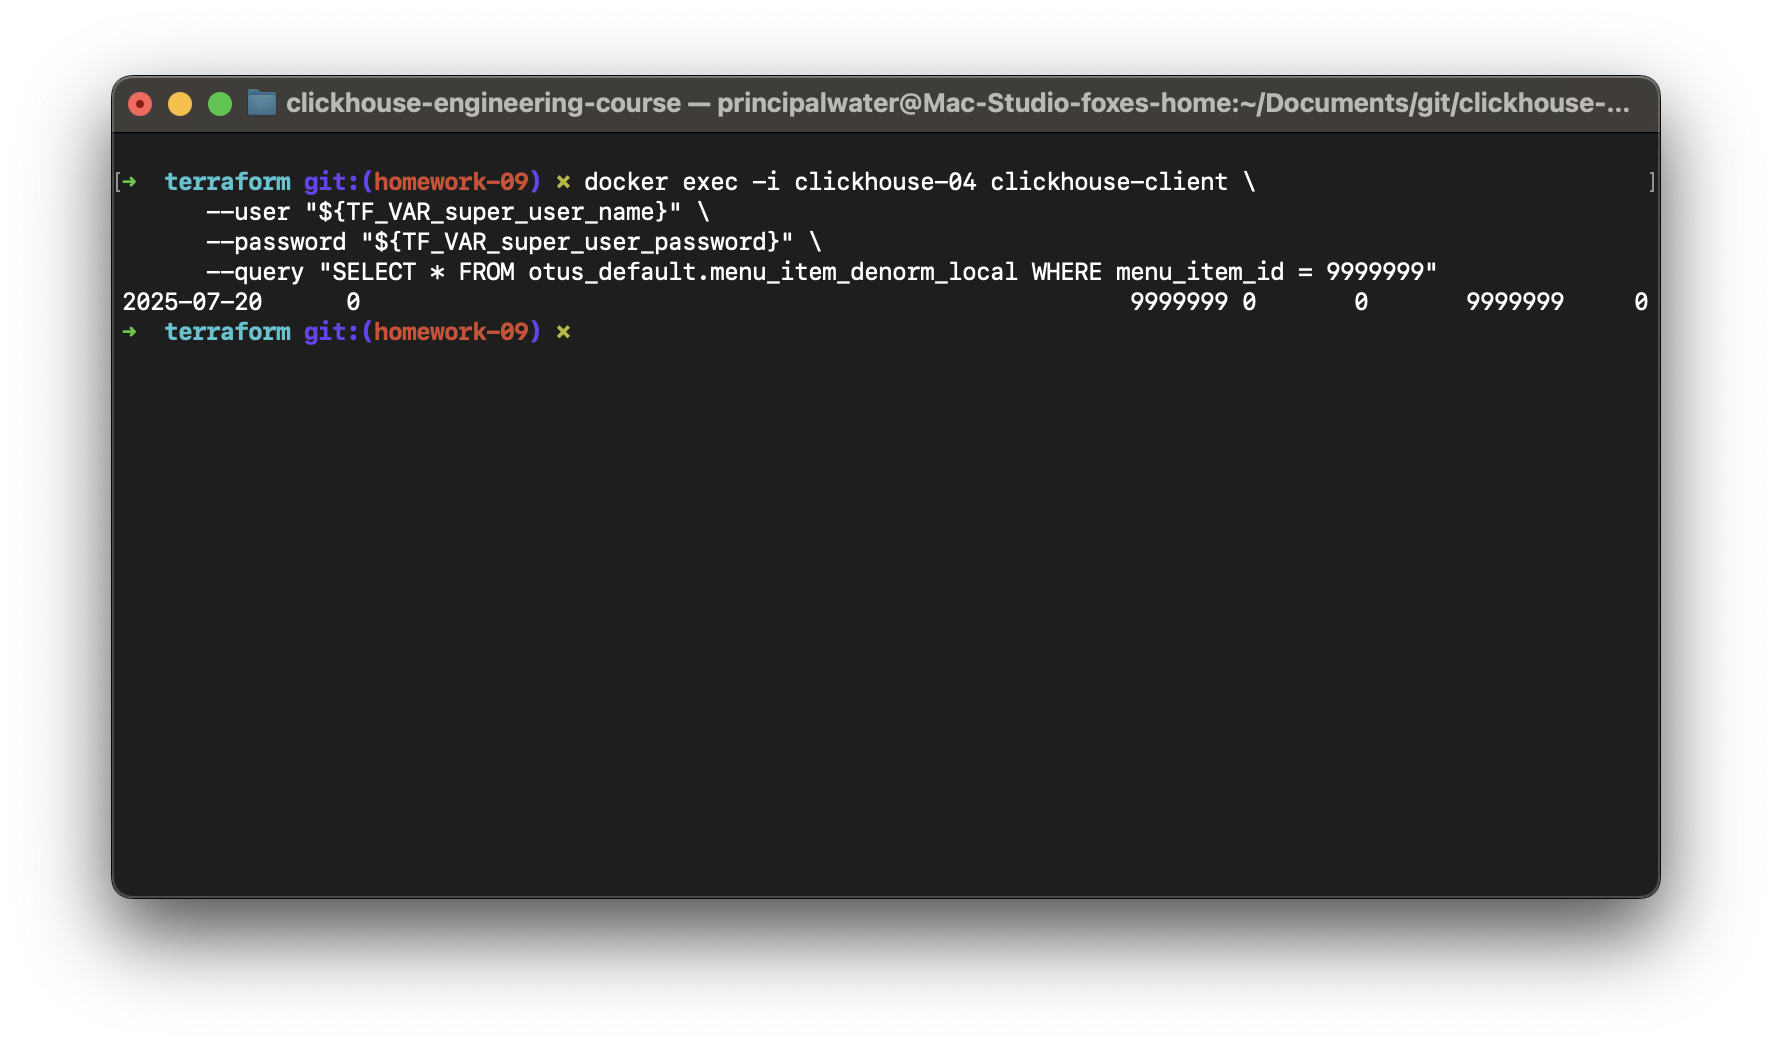 clickhouse-engineering-course — principalwater@Mac-Studio-foxes-home:~/Documents/git/clickhouse-...
[➜  terraform git:(homework-09) ✗ docker exec -i clickhouse-04 clickhouse-client \ ]
      --user "${TF_VAR_super_user_name}" \
      --password "${TF_VAR_super_user_password}" \
      --query "SELECT * FROM otus_default.menu_item_denorm_local WHERE menu_item_id = 9999999"
2025-07-20      0                                                       9999999 0       0       9999999     0
➜  terraform git:(homework-09) ✗